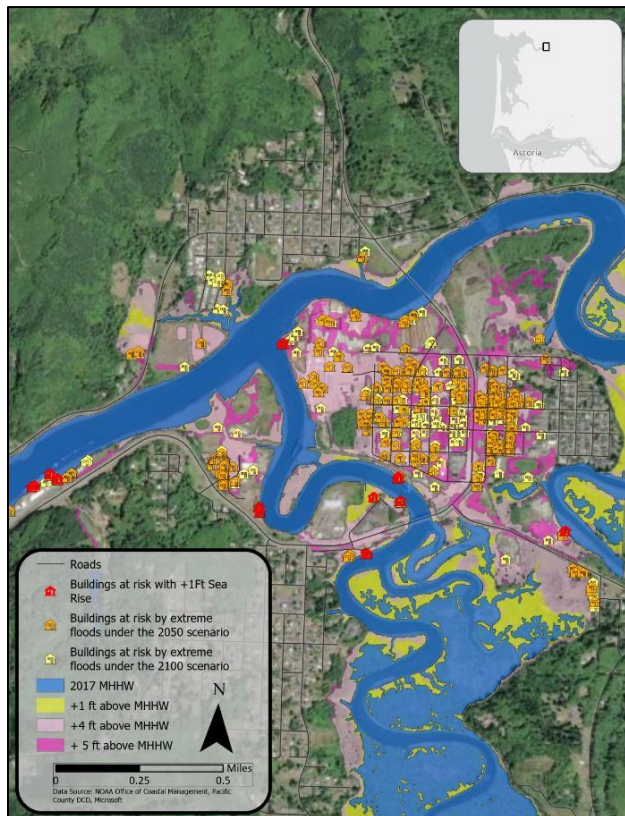 Astoria
Roads
Buildings at risk with +1Ft Sea
Rise
Buildings at risk by extreme
floods under the 2050 scenario
Buildings at risk by extreme
floods under the 2100 scenario
2017 MHHW
+1 ft above MHHW
+4 ft above MHHW
+ 5 ft above MHHW
N
Miles
0 0.25 0.5
Data Source: NOAA Office of Coastal Management, Pacific
County DCD, Microsoft